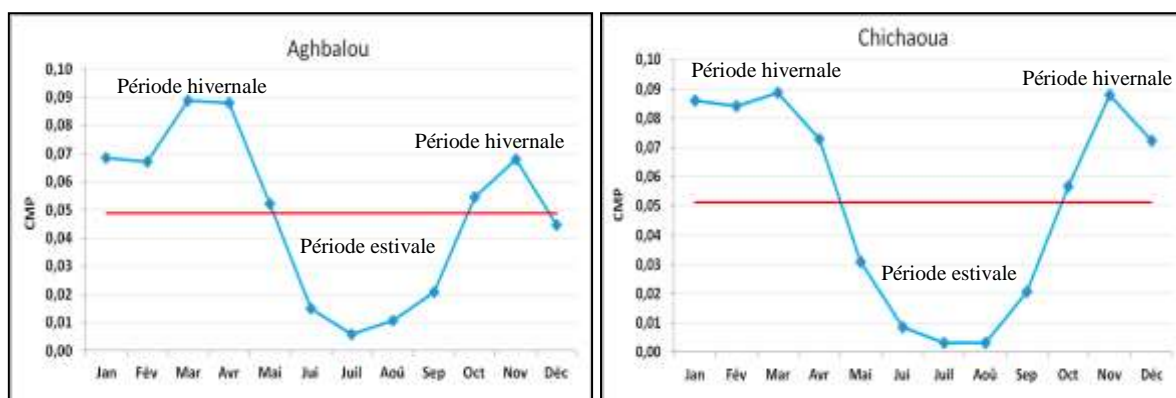 Aghbalou
CMP
0,10
0,09
0,08
0,07
0,06
0,05
0,04
0,03
0,02
0,01
0,00
Période hivernale
Période hivernale
Période estivale
Jan Fév Mar Avr Mai Jui Juil Aoû Sep Oct Nov Déc
Chichaoua
CMP
0,10
0,09
0,08
0,07
0,06
0,05
0,04
0,03
0,02
0,01
0,00
Période hivernale
Période hivernale
Période estivale
Jan Fév Mar Avr Mai Jui Juil Aoû Sep Oct Nov Déc